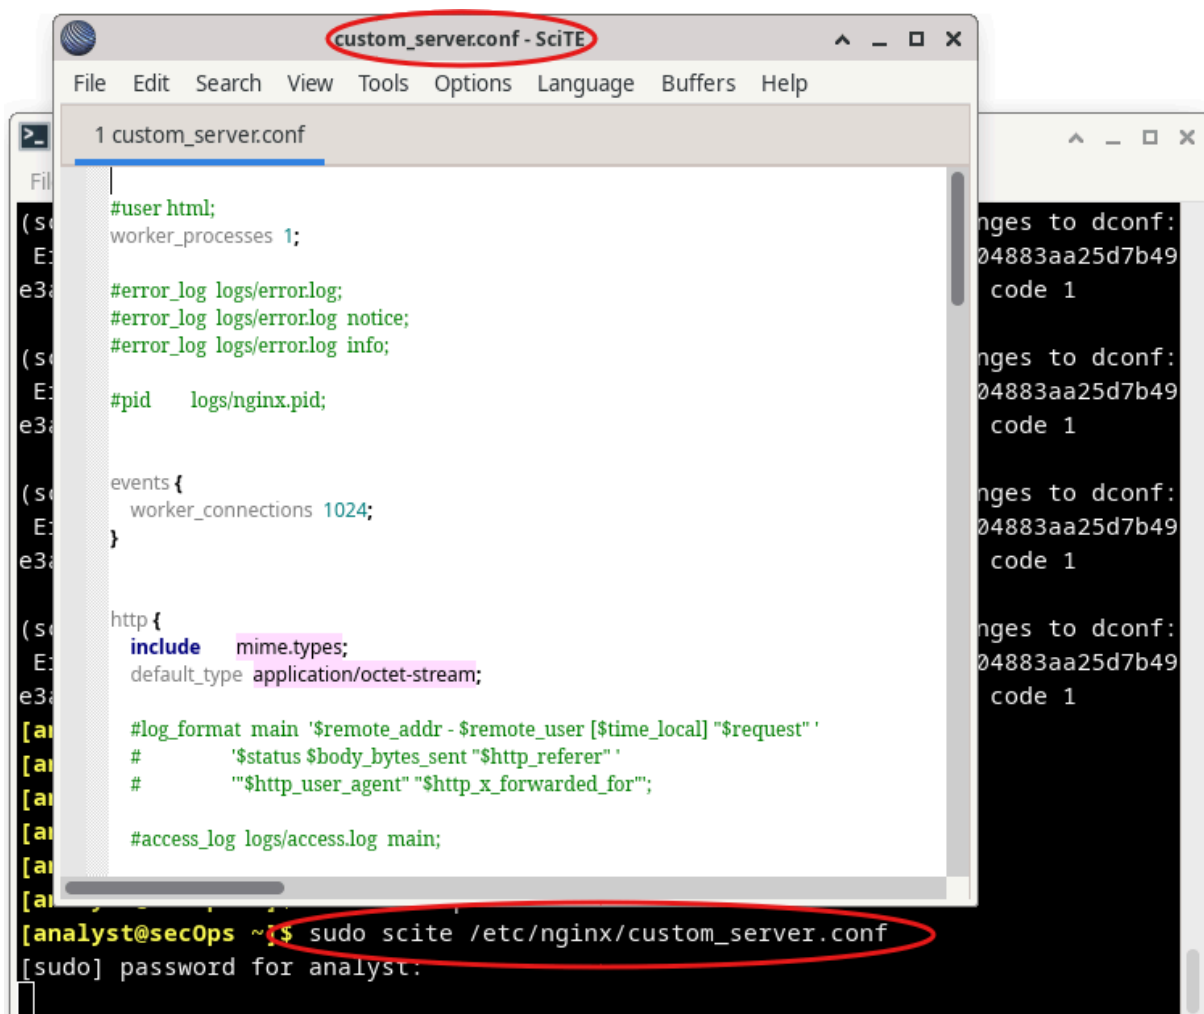 custom_server.conf - SciTE
File Edit Search View Tools Options Language Buffers Help
1 custom_server.conf
#user html;
worker_processes 1;
#error_log logs/error.log;
#error_log logs/error.log notice;
#error_log logs/error.log info;
#pid logs/nginx.pid;
events {
worker_connections 1024;
}
http {
include mime.types;
default_type application/octet-stream;
#log_format main '$remote_addr - $remote_user [$time_local] "$request" '
# '$status $body_bytes_sent "$http_referer" '
# '"$http_user_agent" "$http_x_forwarded_for"';
#access_log logs/access.log main;
to dconf:
04883aa25d7b49
e3a code 1
to dconf:
04883aa25d7b49
e3a code 1
to dconf:
04883aa25d7b49
e3a code 1
to dconf:
04883aa25d7b49
e3a code 1
[analyst@secOps ~]$ sudo scite /etc/nginx/custom_server.conf
[sudo] password for analyst: